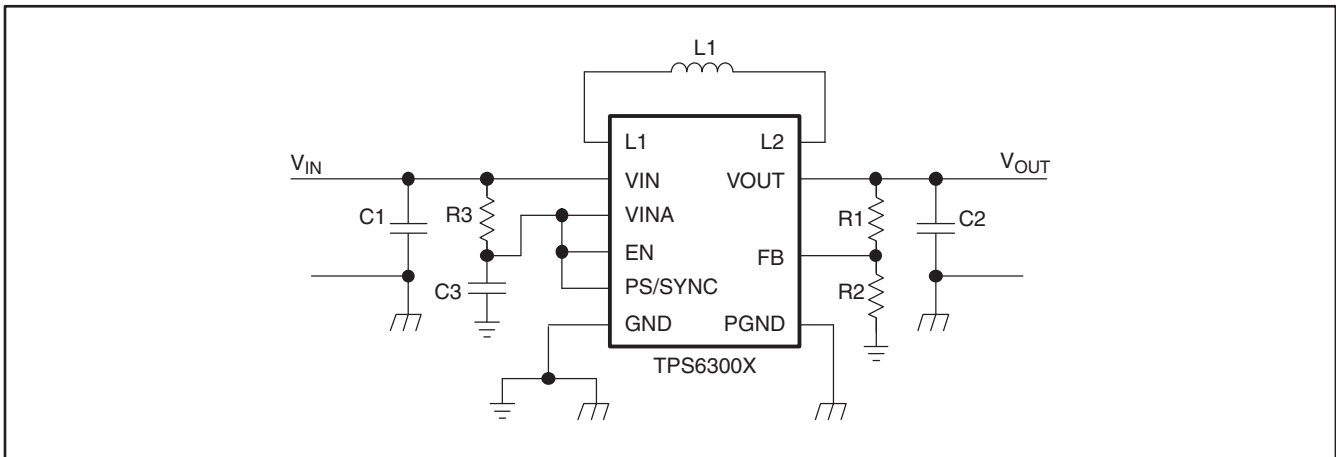 L1
L1 L2
V_IN V_OUT
VIN VOUT
C1 R3 VINA R1 C2
EN FB
C3 PS/SYNC R2
GND PGND
TPS6300X